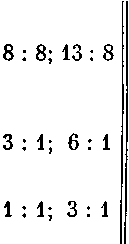 8 : 8; 13 : 8
3 : 1; 6 : 1
1 : 1; 3 : 1